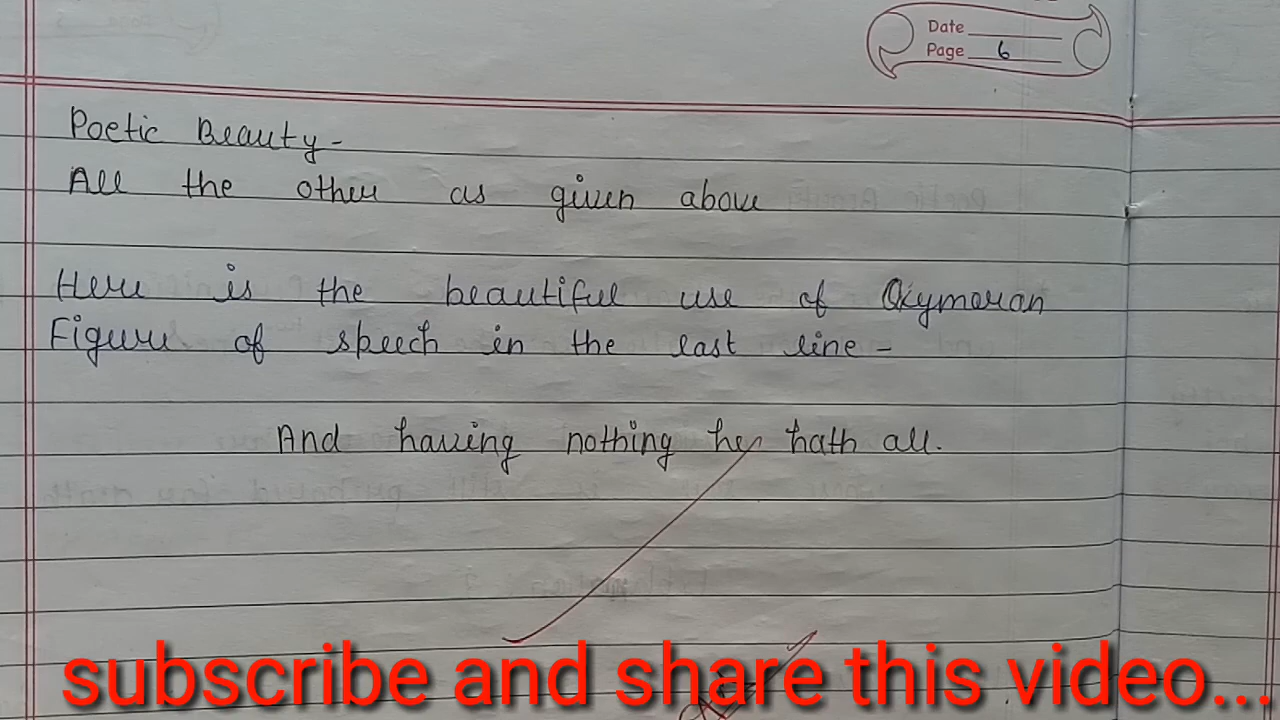 Date
Page 6
Poetic Beauty-
All the other as given above
Here is the beautiful use of Oxymoron
Figure of speech in the last line -
And having nothing he hath all.
subscribe and share this video...